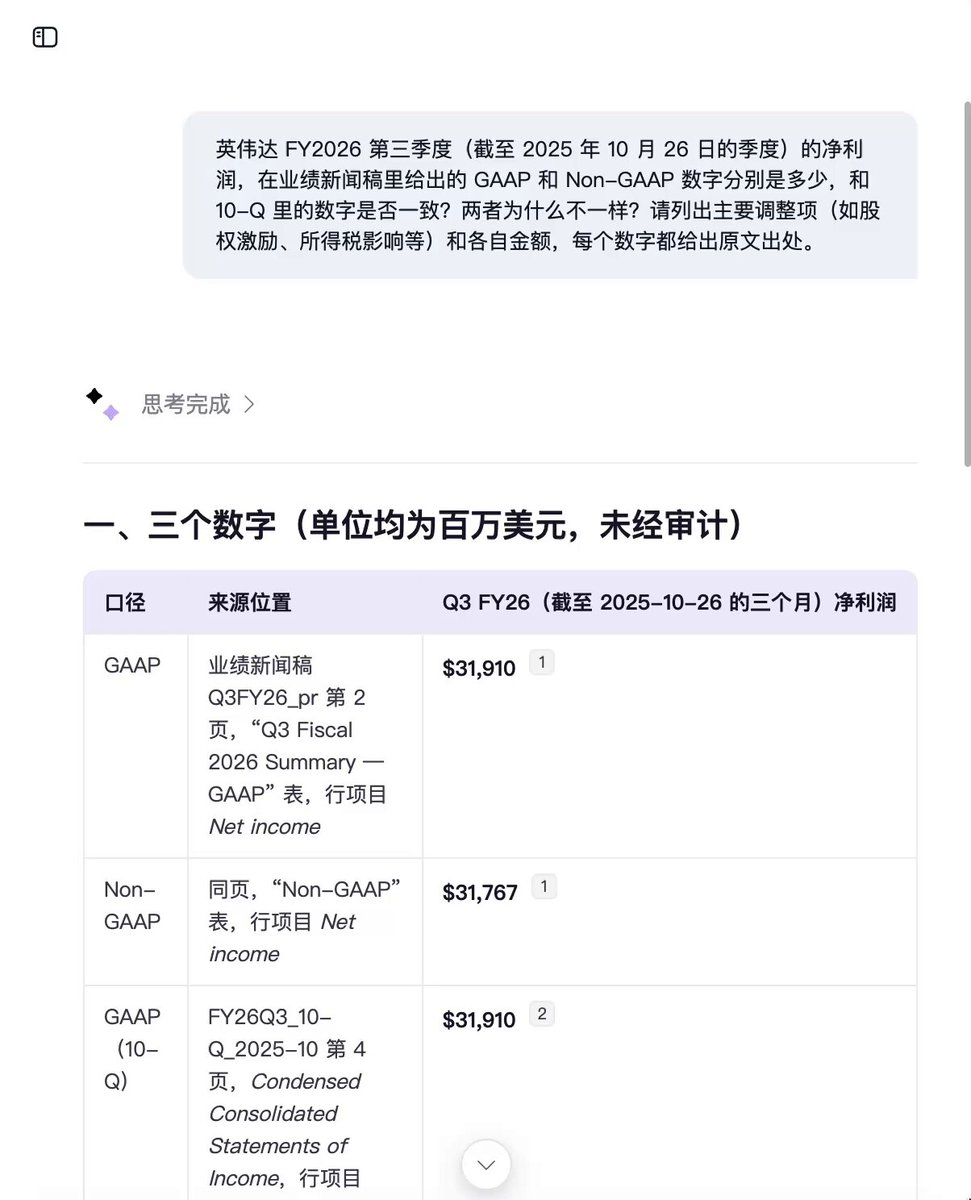 英伟达 FY2026 第三季度（截至 2025 年 10 月 26 日的季度）的净利
润，在业绩新闻稿里给出的 GAAP 和 Non-GAAP 数字分别是多少，和
10-Q 里的数字是否一致？两者为什么不一样？请列出主要调整项（如股
权激励、所得税影响等）和各自金额，每个数字都给出原文出处。
思考完成
一、三个数字（单位均为百万美元，未经审计）
口径 来源位置 Q3 FY26（截至 2025-10-26 的三个月）净利润
GAAP
业绩新闻稿
Q3FY26_pr 第 2
页，“Q3 Fiscal
2026 Summary —
GAAP” 表，行项目
Net income
$31,910 1
Non-
GAAP
同页，“Non-GAAP”
表，行项目 Net
income
$31,767 1
GAAP
（10-
Q）
FY26Q3_10-
Q_2025-10 第 4
页，Condensed
Consolidated
Statements of
Income，行项目
$31,910 2